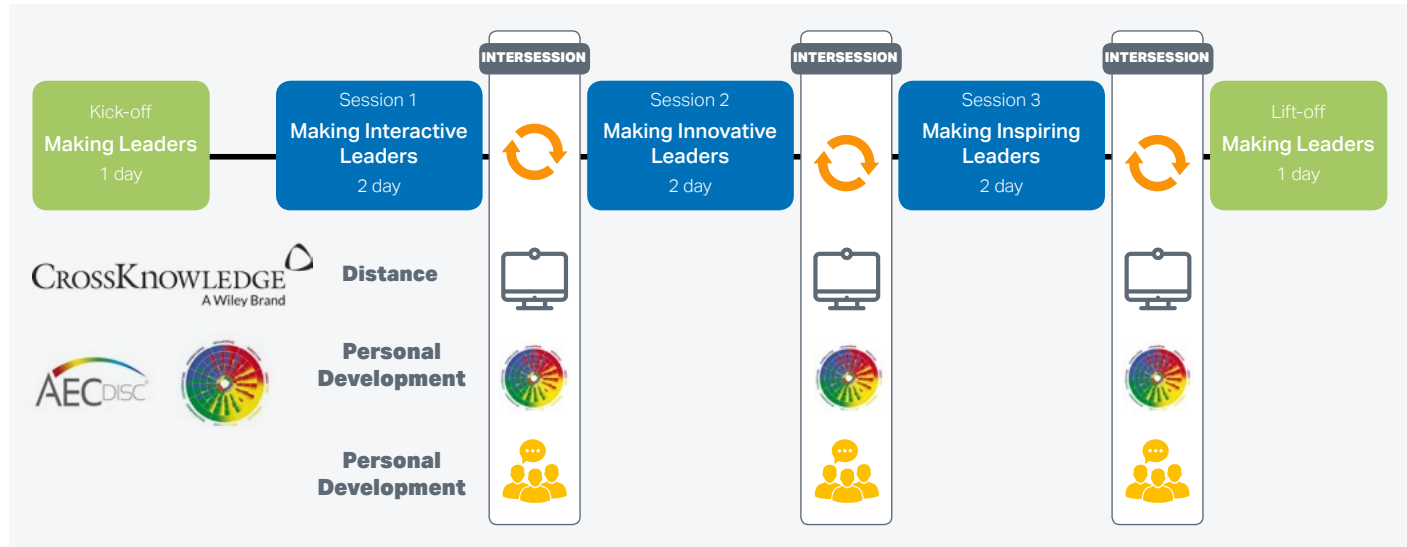 INTERSESSION
INTERSESSION
INTERSESSION
Kick-off
Making Leaders
1 day
Session 1
Making Interactive
Leaders
2 day
Session 2
Making Innovative
Leaders
2 day
Session 3
Making Inspiring
Leaders
2 day
Lift-off
Making Leaders
1 day
CROSSKNOWLEDGE
A Wiley Brand
Distance
AECDISC
Personal
Development
Personal
Development